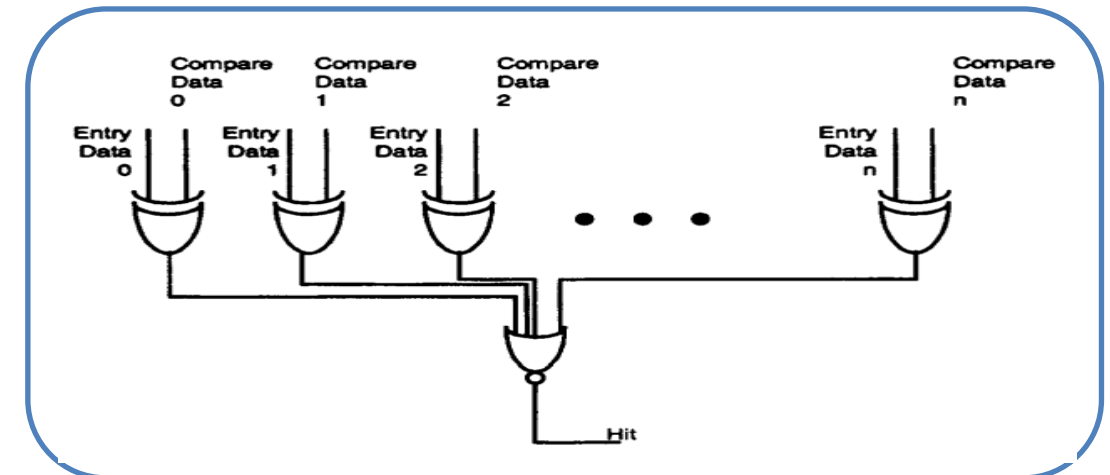 Compare
Data
0
Compare
Data
1
Compare
Data
2
Compare
Data
n
Entry
Data
0
Entry
Data
1
Entry
Data
2
Entry
Data
n
Hit